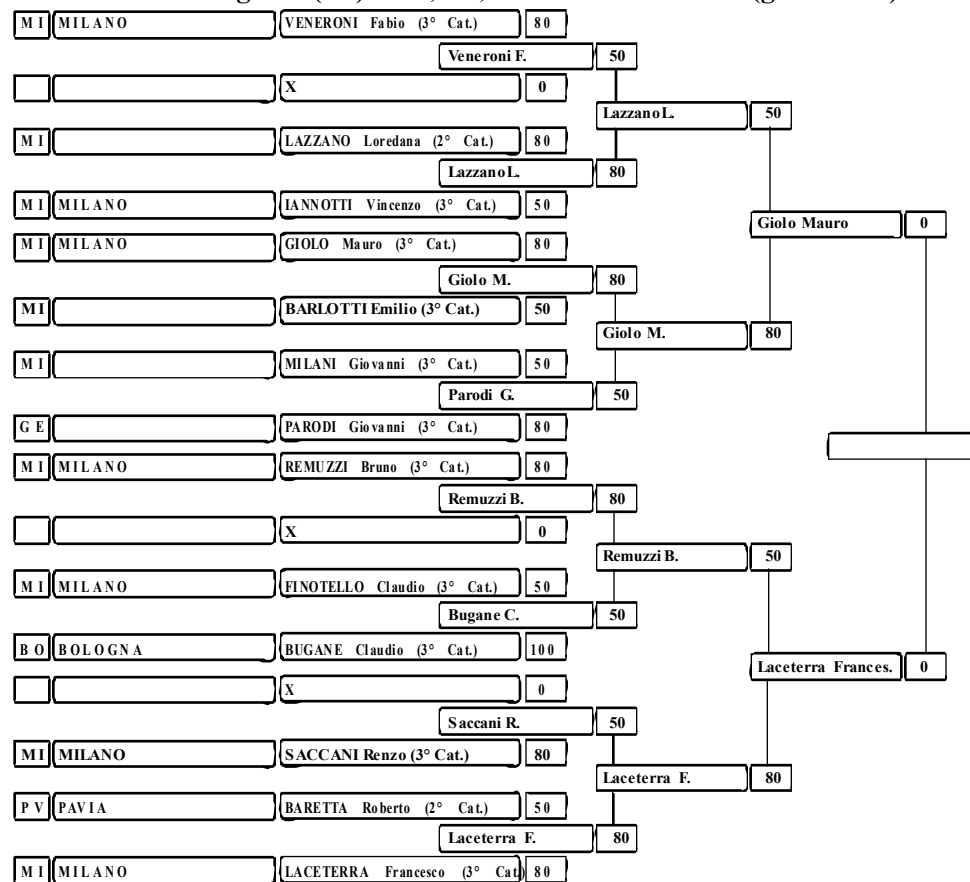 MI MILANO VENERONI Fabio (3° Cat.) 80
Veneroni F. 50
X 0
Lazzano L. 50
MI LAZZANO Loredana (2° Cat.) 80
Lazzano L. 80
MI MILANO IANNOTTI Vincenzo (3° Cat.) 50
Giolo Mauro 0
MI MILANO GIOLO Mauro (3° Cat.) 80
Giolo M. 80
MI BARLOTTI Emilio (3° Cat.) 50
Giolo M. 80
MI MILANI Giovanni (3° Cat.) 50
Parodi G. 50
GE PARODI Giovanni (3° Cat.) 80
MI MILANO REMUZZI Bruno (3° Cat.) 80
Remuzzi B. 80
X 0
Remuzzi B. 50
MI MILANO FINOTELLO Claudio (3° Cat.) 50
Bugane C. 50
BO BOLOGNA BUGANE Claudio (3° Cat.) 100
Laceterra Frances. 0
X 0
Saccani R. 50
MI MILANO SACCANI Renzo (3° Cat.) 80
Laceterra F. 80
PV PAVIA BARETTA Roberto (2° Cat.) 50
Laceterra F. 80
MI MILANO LACETERRA Francesco (3° Cat.) 80